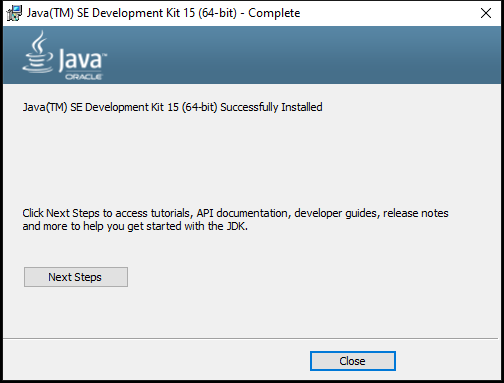 Java(TM) SE Development Kit 15 (64-bit) - Complete
Java™
ORACLE
Java(TM) SE Development Kit 15 (64-bit) Successfully Installed
Click Next Steps to access tutorials, API documentation, developer guides, release notes
and more to help you get started with the JDK.
Next Steps
Close